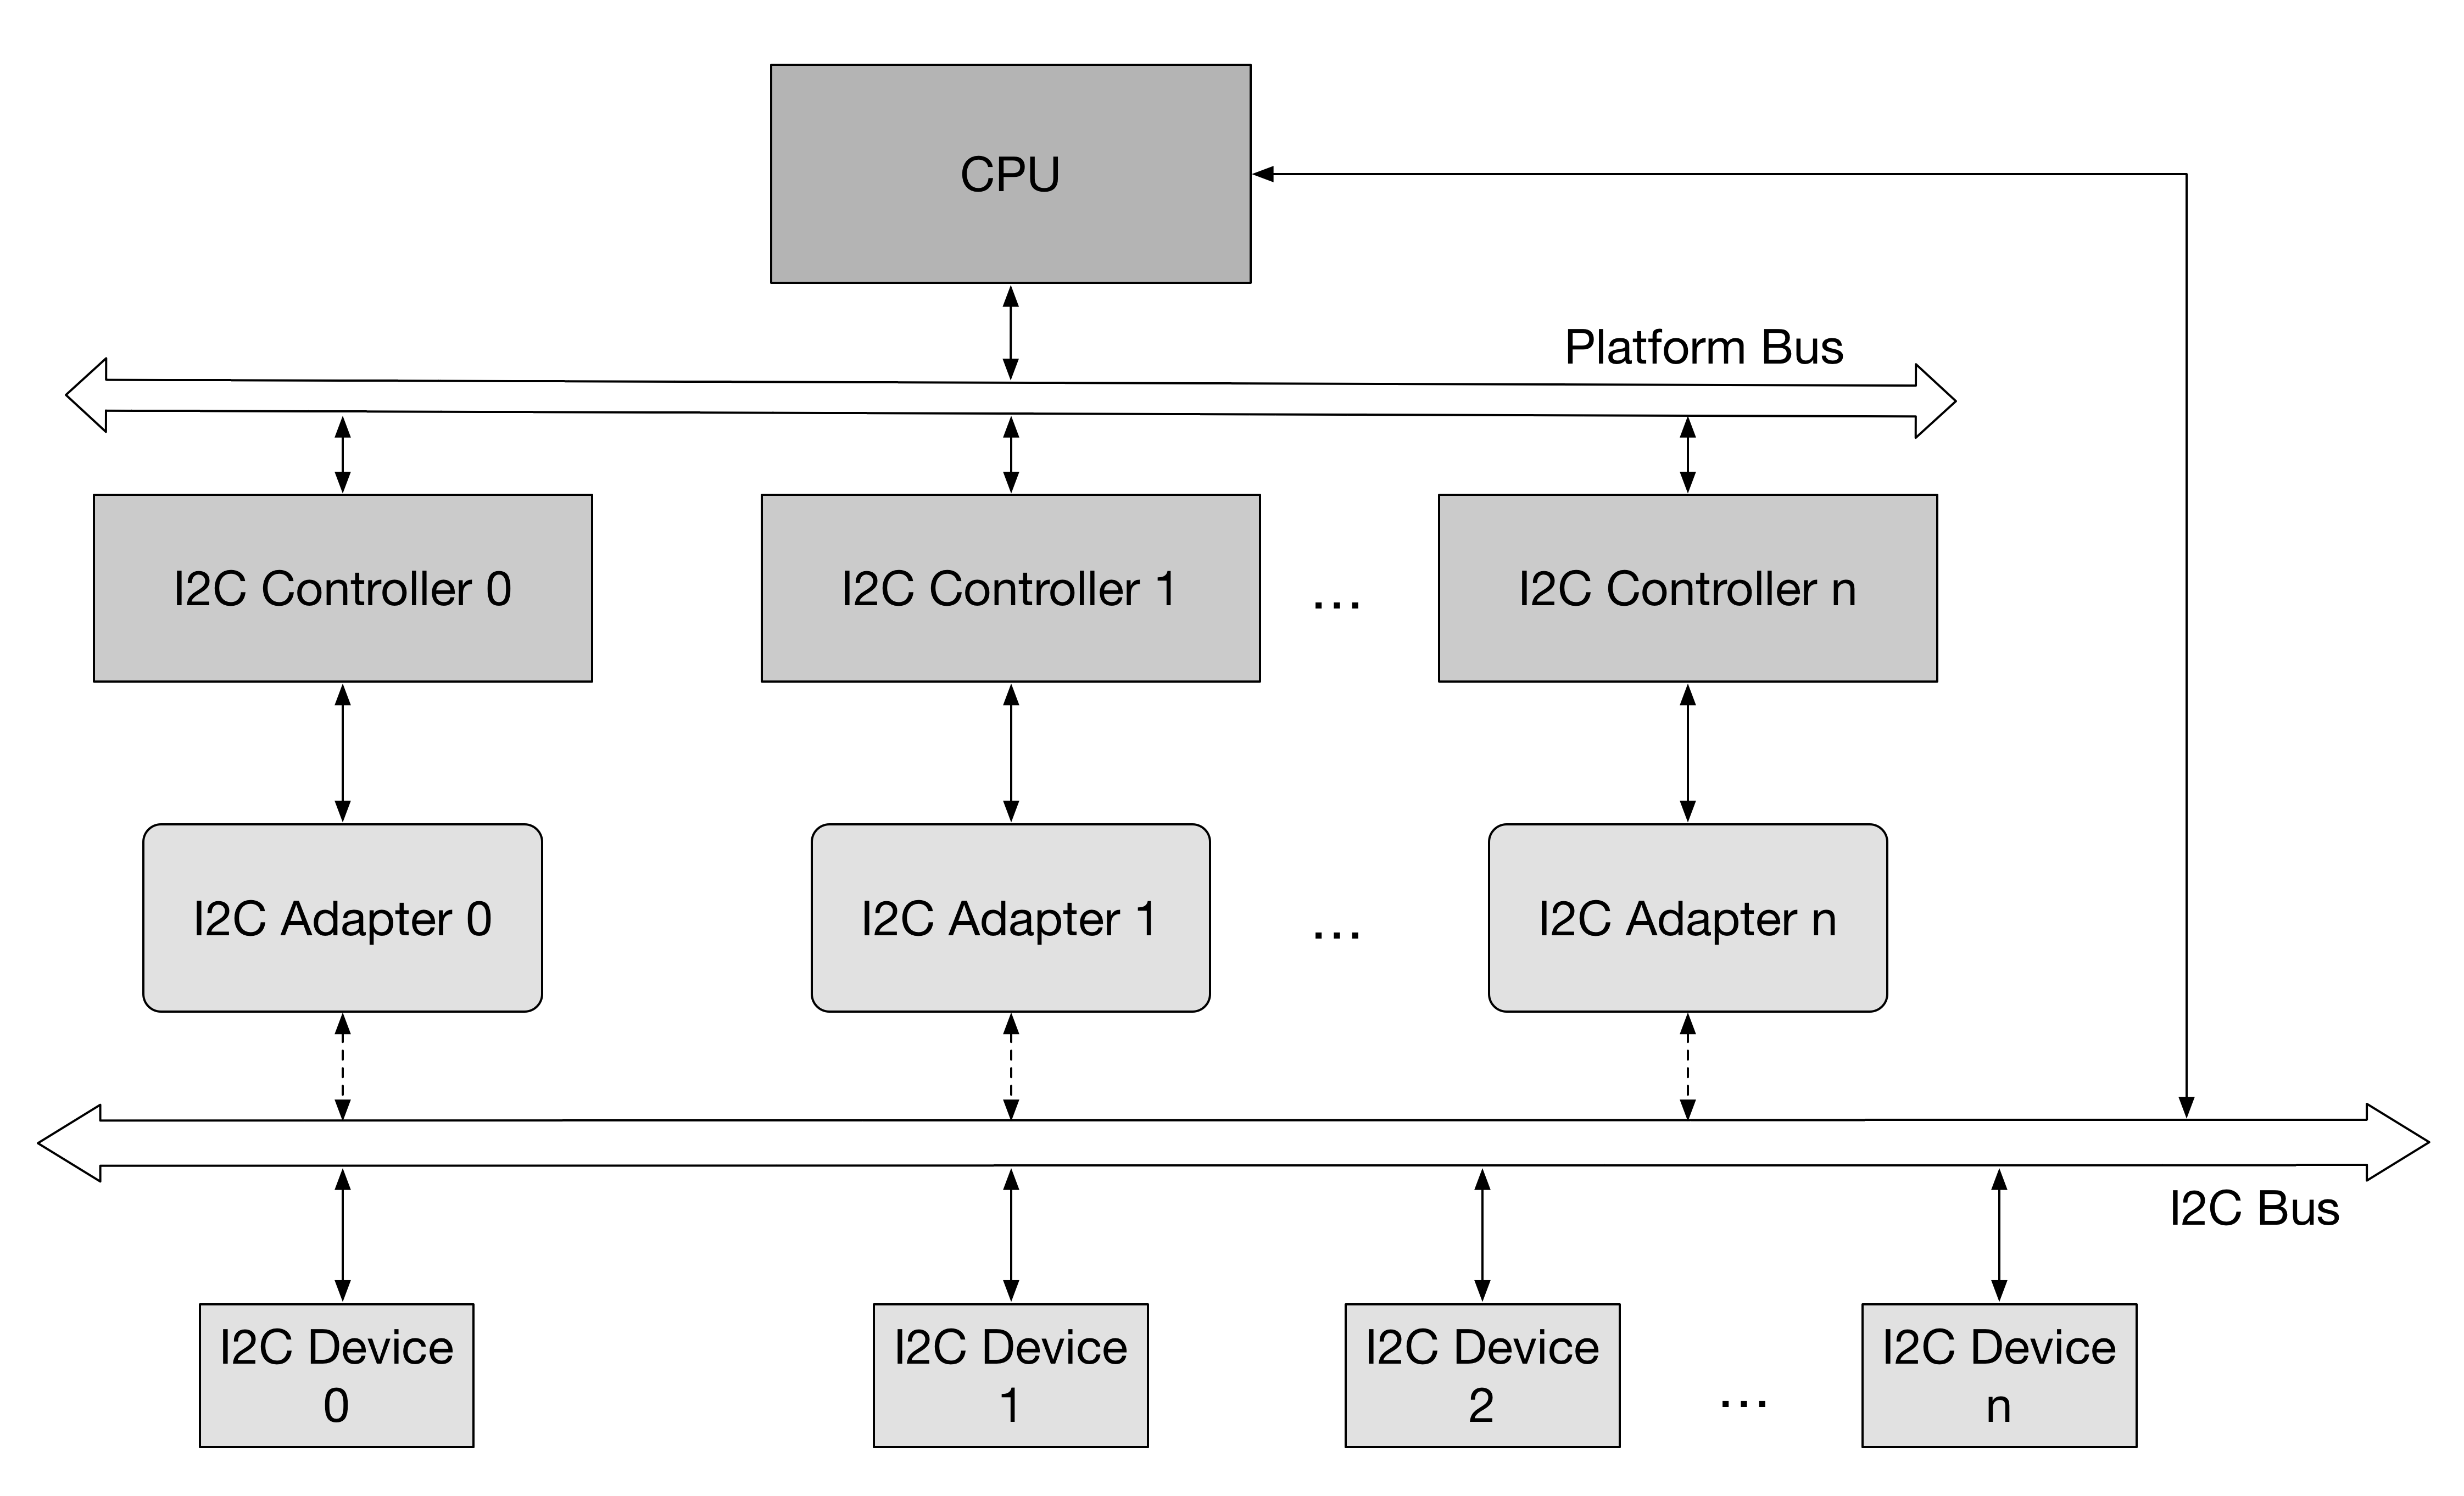 CPU
Platform Bus
I2C Controller 0
I2C Controller 1
...
I2C Controller n
I2C Adapter 0
I2C Adapter 1
...
I2C Adapter n
I2C Bus
I2C Device
0
I2C Device
1
I2C Device
2
...
I2C Device
n